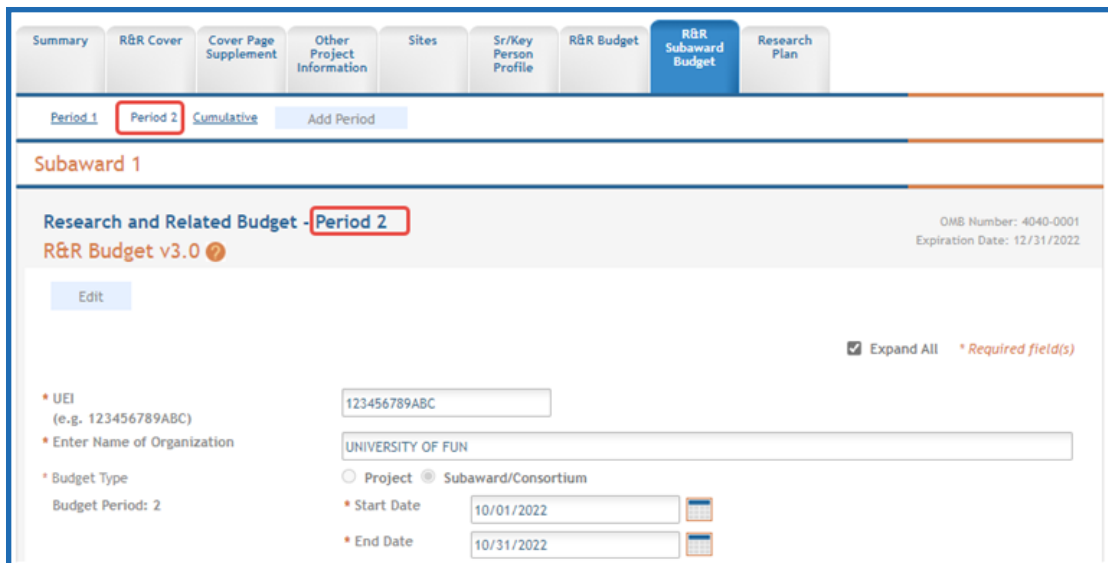 Summary
R&R Cover
Cover Page
Supplement
Other
Project
Information
Sites
Sr/Key
Person
Profile
R&R Budget
R&R
Subaward
Budget
Research
Plan
Period 1 Period 2 Cumulative Add Period
Subaward 1
Research and Related Budget - Period 2
OMB Number: 4040-0001
R&R Budget v3.0 ?
Expiration Date: 12/31/2022
Edit
Expand All * Required field(s)
* UEI
(e.g. 123456789ABC)
123456789ABC
* Enter Name of Organization UNIVERSITY OF FUN
* Budget Type Project Subaward/Consortium
Budget Period: 2 * Start Date 10/01/2022
* End Date 10/31/2022